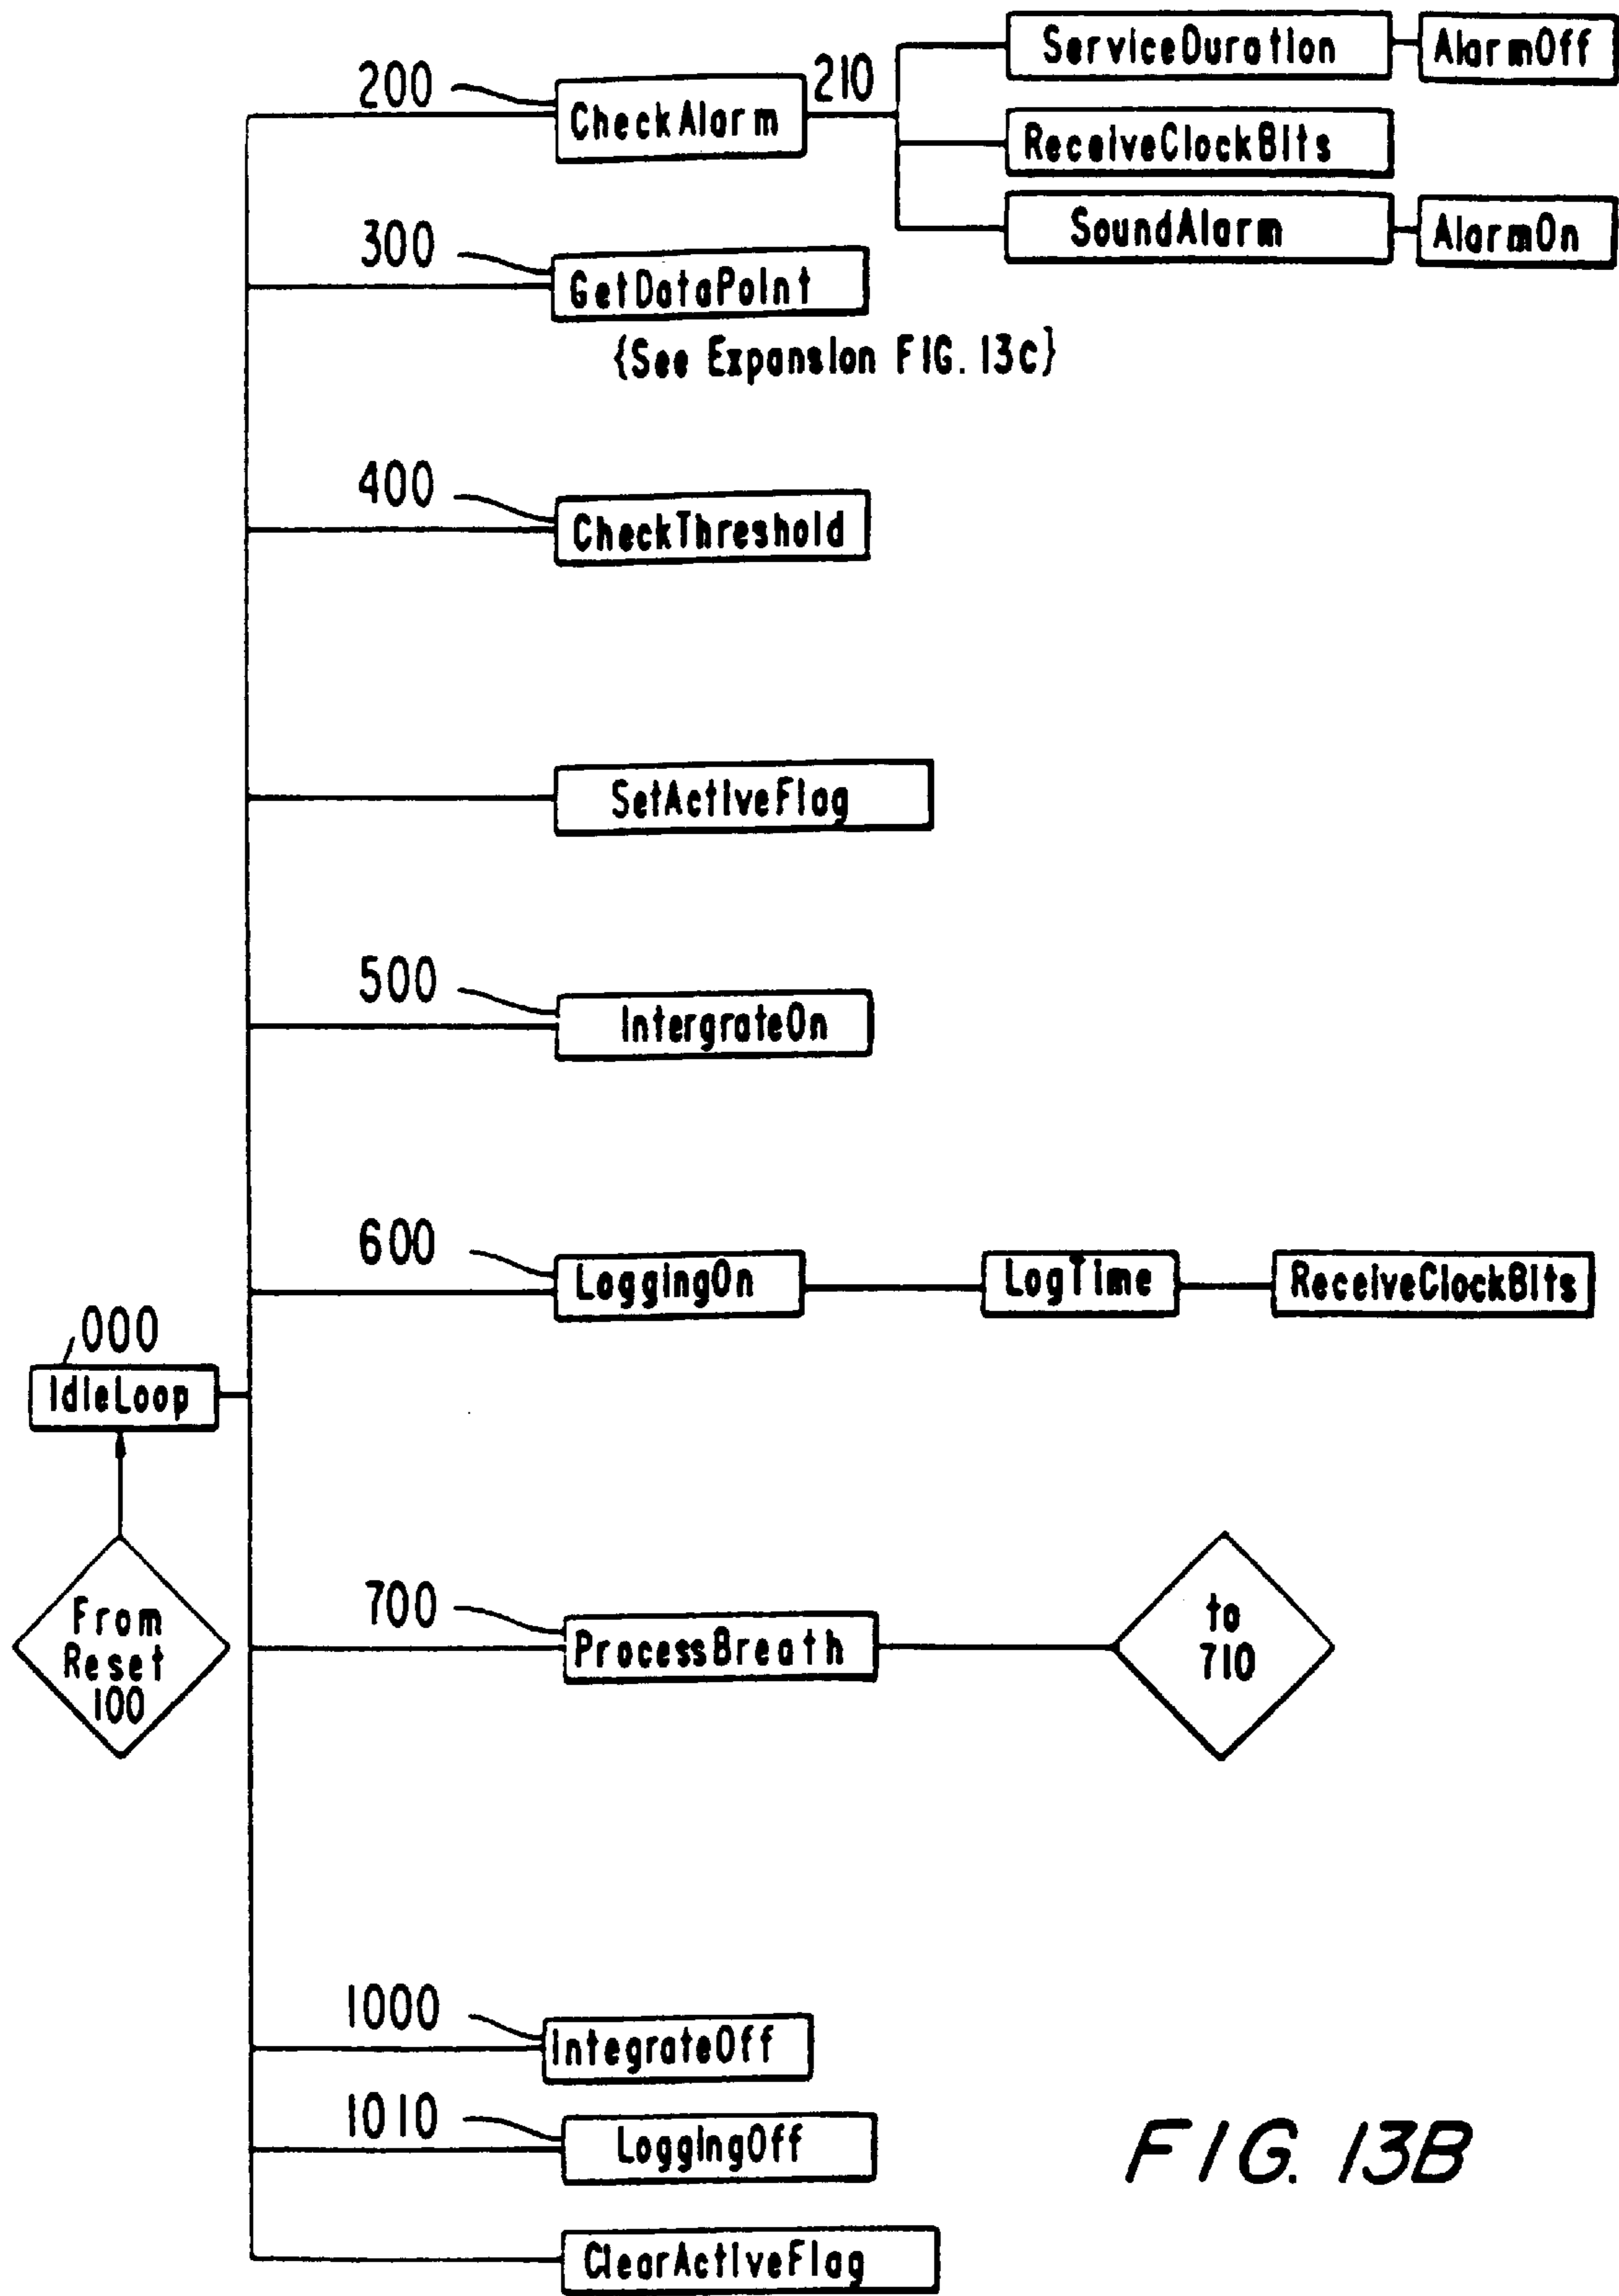 200
CheckAlarm
210
ServiceDuration
AlarmOff
ReceiveClockBits
SoundAlarm
AlarmOn
300
GetDataPoint
{See Expansion FIG. 13c}
400
CheckThreshold
SetActiveFlag
500
IntergrateOn
600
LoggingOn
LogTime
ReceiveClockBits
000
IdleLoop
From
Reset
100
700
ProcessBreath
to
710
1000
IntegrateOff
1010
LoggingOff
ClearActiveFlag
FIG. 13B